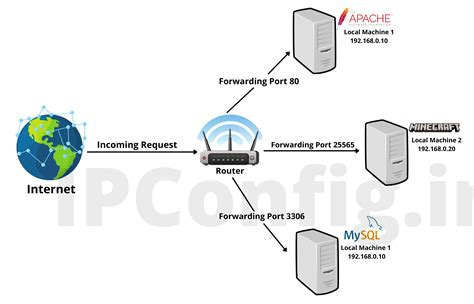 THE
APACHE
Local Machine 1
192.168.0.10
Forwarding Port 80
Incoming Request
Forwarding Port 25565
MINECRAFT
Local Machine 2
192.168.0.20
Router
Internet
IPConfig.in
Forwarding Port 3306
MySQL
Local Machine 1
192.168.0.10